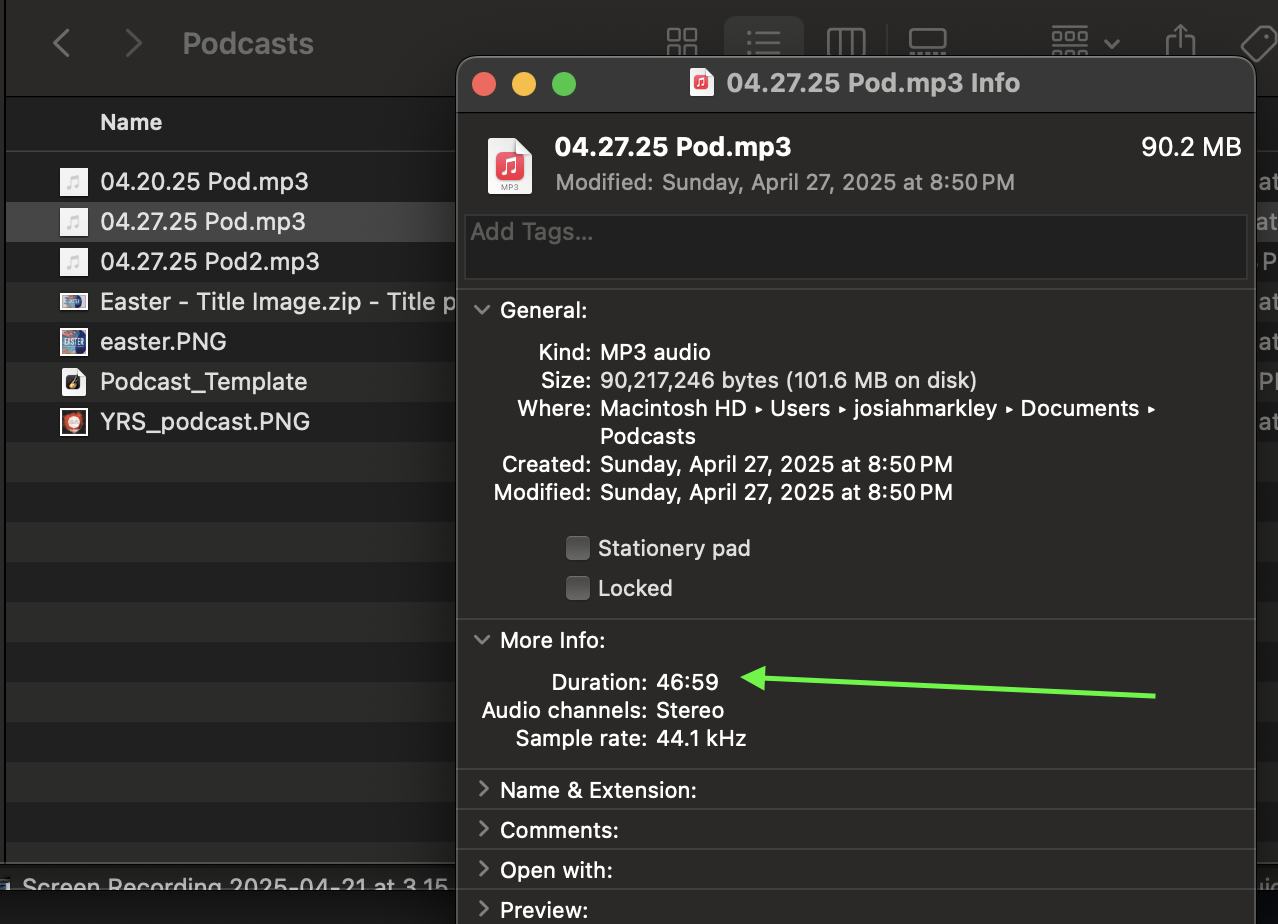 Podcasts
04.27.25 Pod.mp3 Info
Name
04.20.25 Pod.mp3
04.27.25 Pod.mp3
04.27.25 Pod2.mp3
Easter - Title Image.zip - Title p
easter.PNG
Podcast_Template
YRS_podcast.PNG
MP3
04.27.25 Pod.mp3
90.2 MB
Modified: Sunday, April 27, 2025 at 8:50 PM
Add Tags...
General:
Kind: MP3 audio
Size: 90,217,246 bytes (101.6 MB on disk)
Where: Macintosh HD ▸ Users ▸ josiahmarkley ▸ Documents ▸
Podcasts
Created: Sunday, April 27, 2025 at 8:50 PM
Modified: Sunday, April 27, 2025 at 8:50 PM
Stationery pad
Locked
More Info:
Duration: 46:59
Audio channels: Stereo
Sample rate: 44.1 kHz
Name & Extension:
Comments:
Open with:
Preview:
Screen Recording 2025-04-21 at 3.15